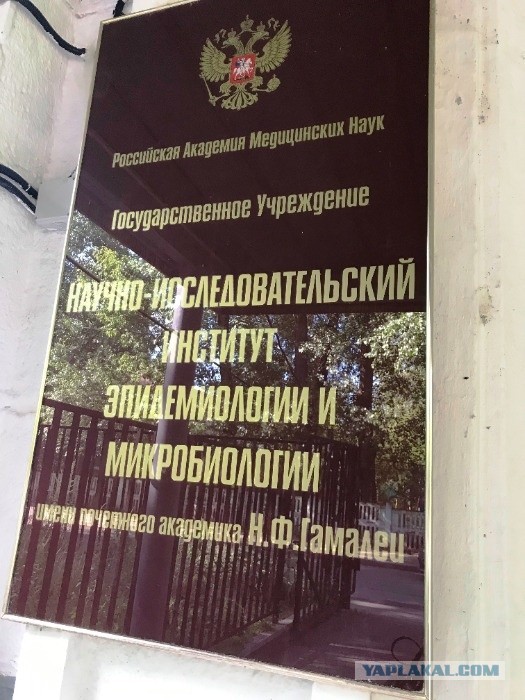 Российская Академия Медицинских Наук
Государственное Учреждение
НАУЧНО-ИССЛЕДОВАТЕЛЬСКИЙ
ИНСТИТУТ
ЭПИДЕМИОЛОГИИ И
МИКРОБИОЛОГИИ
имени почетного академика Н.Ф.Гамалеи
YAPLAKAL.COM